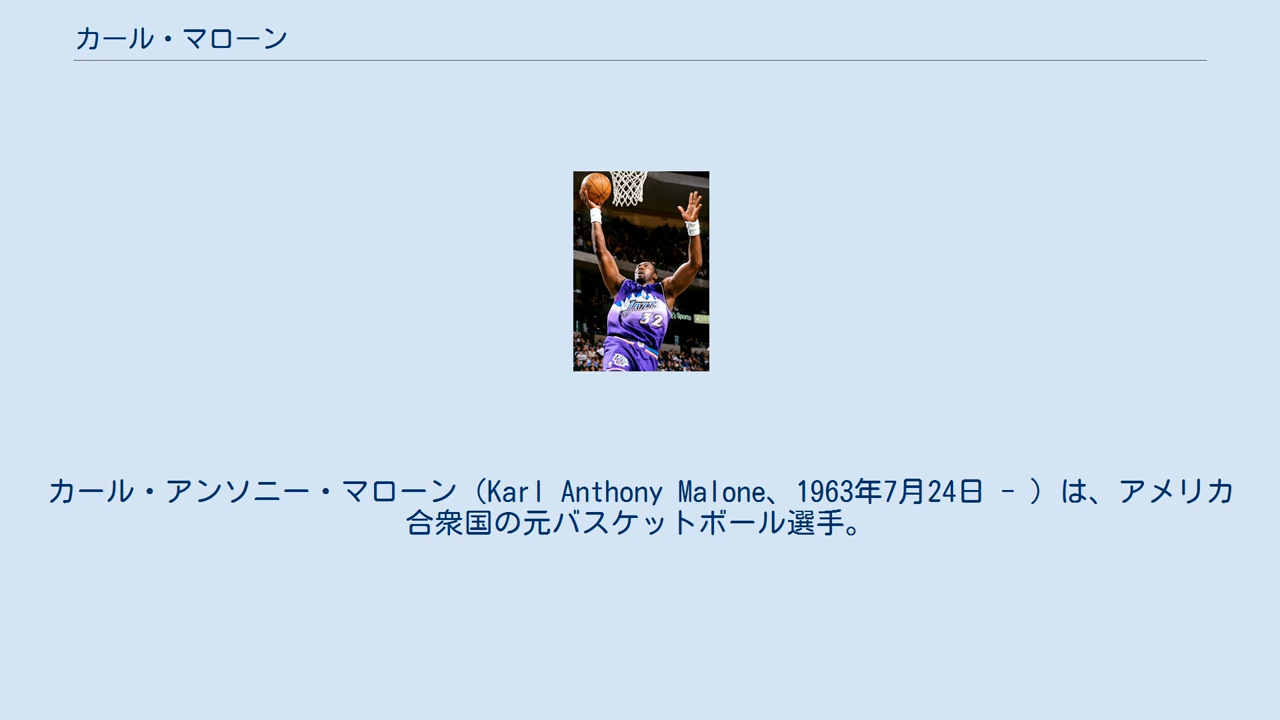 カール・マローン
Jazz
32
カール・アンソニー・マローン（Karl Anthony Malone、1963年7月24日 - ）は、アメリカ
合衆国の元バスケットボール選手。